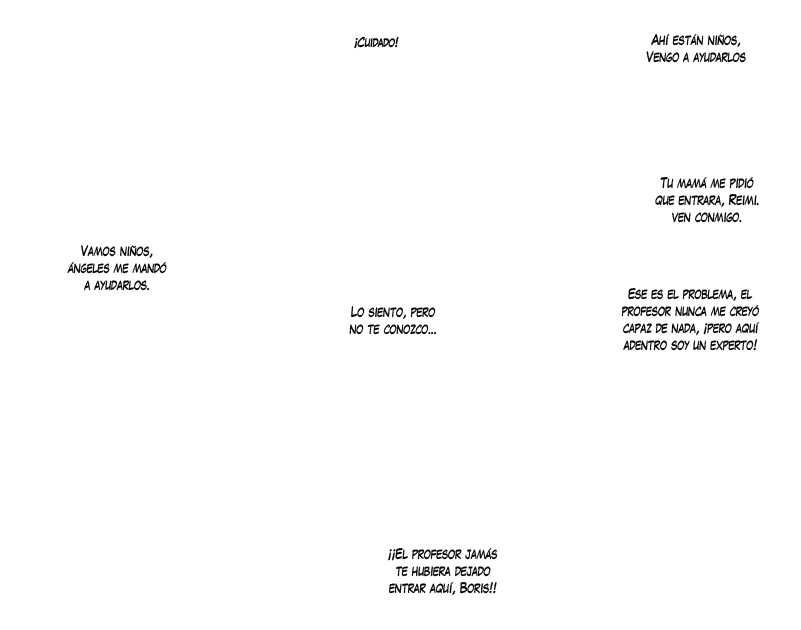 ¡Cuidado!
Ahí están niños,
Vengo a ayudarlos
Tu mamá me pidió
que entrara, Reimi.
ven conmigo.
Vamos niños,
ángeles me mandó
a ayudarlos.
Lo siento, pero
no te conozco...
Ese es el problema, el
profesor nunca me creyó
capaz de nada, ¡pero aquí
adentro soy un experto!
¡¡El profesor jamás
te hubiera dejado
entrar aquí, Boris!!